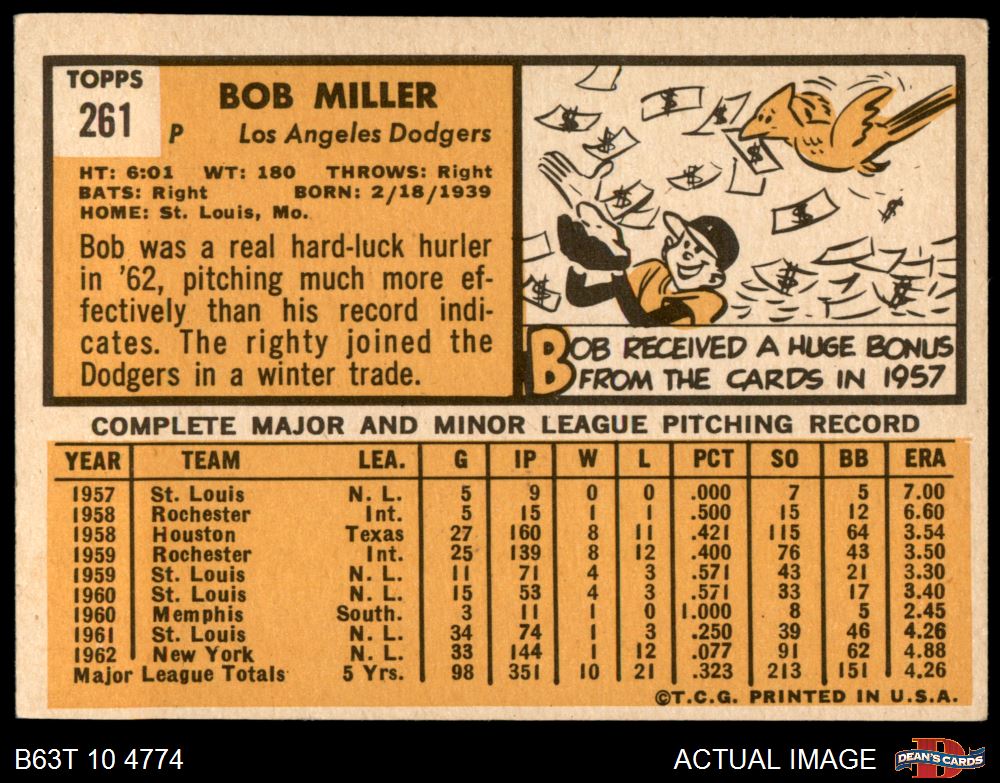 TOPPS
261
BOB MILLER
P Los Angeles Dodgers
HT: 6:01 WT: 180 THROWS: Right
BATS: Right BORN: 2/18/1939
HOME: St. Louis, Mo.
Bob was a real hard-luck hurler
in '62, pitching much more ef-
fectively than his record indi-
cates. The righty joined the
Dodgers in a winter trade.
BOB RECEIVED A HUGE BONUS
FROM THE CARDS IN 1957
COMPLETE MAJOR AND MINOR LEAGUE PITCHING RECORD
YEAR TEAM LEA. G IP W L PCT SO BB ERA
1957 St. Louis N. L. 5 9 0 0 .000 7 5 7.00
1958 Rochester Int. 5 15 1 1 .500 15 12 6.60
1958 Houston Texas 27 160 8 11 .421 115 64 3.54
1959 Rochester Int. 25 139 8 12 .400 76 43 3.50
1959 St. Louis N. L. 11 71 4 3 .571 43 21 3.30
1960 St. Louis N. L. 15 53 4 3 .571 33 17 3.40
1960 Memphis South. 3 11 1 0 1.000 8 5 2.45
1961 St. Louis N. L. 34 74 1 3 .250 39 46 4.26
1962 New York N. L. 33 144 1 12 .077 91 62 4.88
Major League Totals 5 Yrs. 98 351 10 21 .323 213 151 4.26
©T.C.G. PRINTED IN U.S.A.
B63T 10 4774
ACTUAL IMAGE
D
DEAN'S CARDS